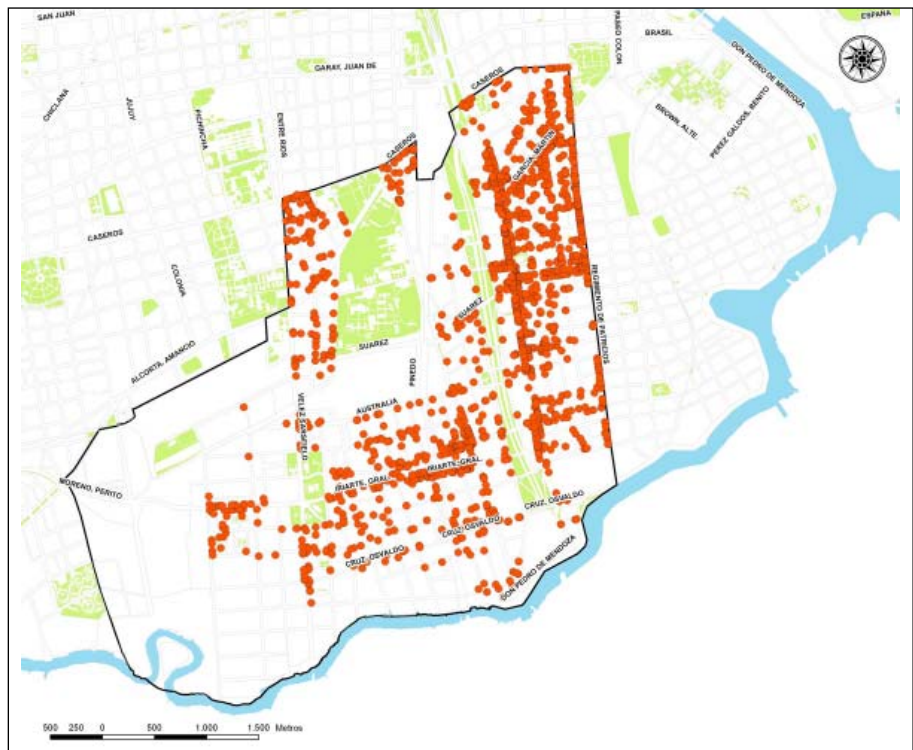 SAN JUAN
ESPAÑA
PASEO COLON
BRASIL
DON PEDRO DE MENDOZA
GARAY, JUAN DE
CASEROS
CHICLANA
JUJUY
PICHINCHA
ENTRE RIOS
BROWN, ALTE.
PEREZ GALDOS, BENITO
CASEROS
GARCIA, MARTIN
CASEROS
COLONIA
REGIMIENTO DE PATRICIOS
SUAREZ
ALCORTA, AMANCIO
SUAREZ
PINEDO
AUSTRALIA
VELEZ SARSFIELD
IRIARTE, GRAL.
IRIARTE, GRAL.
MORENO, PERITO
CRUZ, OSVALDO
CRUZ, OSVALDO
CRUZ, OSVALDO
DON PEDRO DE MENDOZA
500 250 0 500 1.000 1.500 Metros